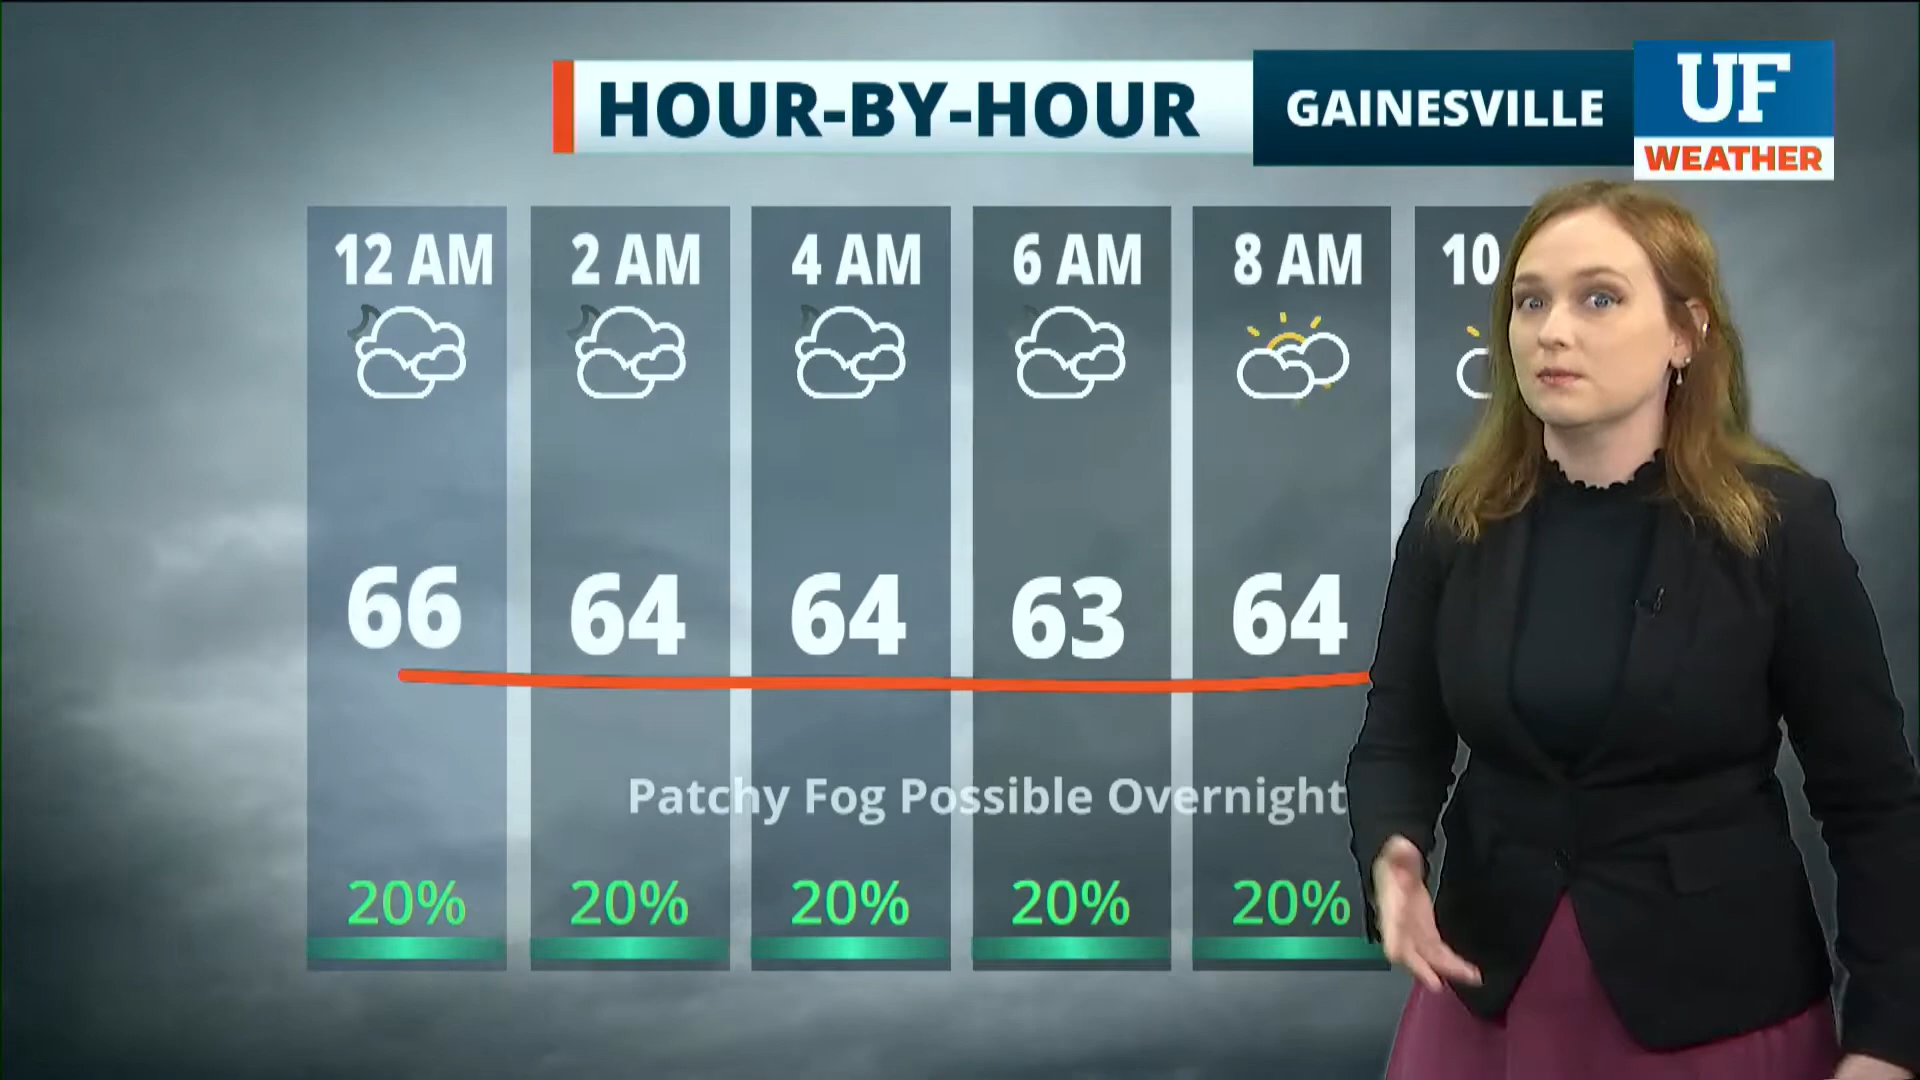 HOUR-BY-HOUR GAINESVILLE UF
WEATHER
12 AM 2 AM 4 AM 6 AM 8 AM 10
66 64 64 63 64
Patchy Fog Possible Overnight
20% 20% 20% 20% 20%